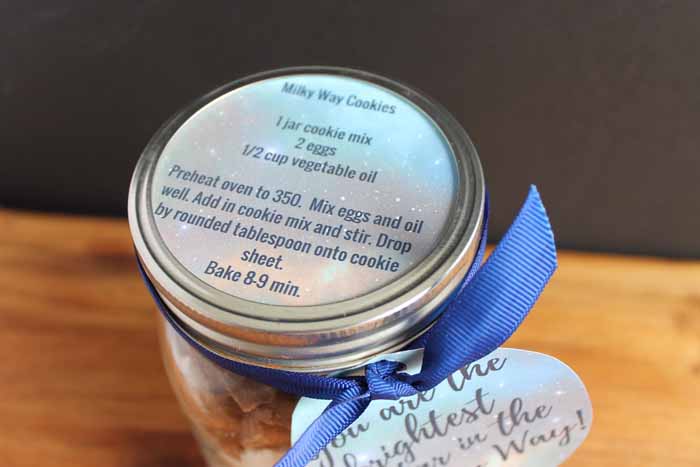 Milky Way Cookies
1 jar cookie mix
2 eggs
1/2 cup vegetable oil
Preheat oven to 350. Mix eggs and oil
well. Add in cookie mix and stir. Drop
by rounded tablespoon onto cookie
sheet.
Bake 8-9 min.
You are the
brightest
in the
Way!